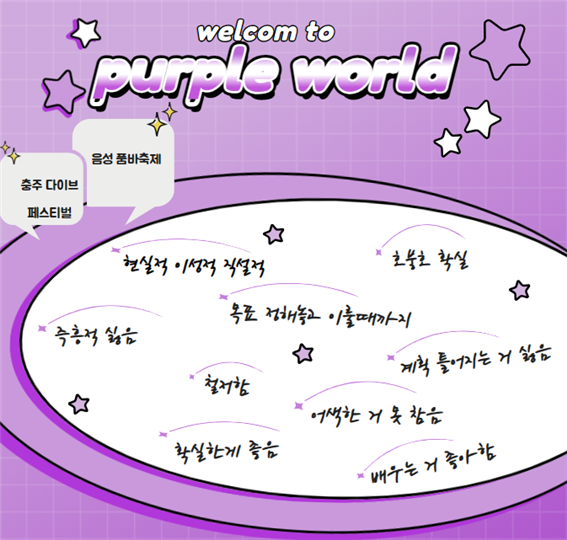 welcom to
purple world
음성 품바축제
충주 다이브
페스티벌
현실적 이성적 직설적
호불호 확실
목표 정해놓고 이룰때까지
즉흥적 싫음
계획 틀어지는 거 싫음
철저함
어색한 거 못 참음
확실한게 좋음
배우는 거 좋아함